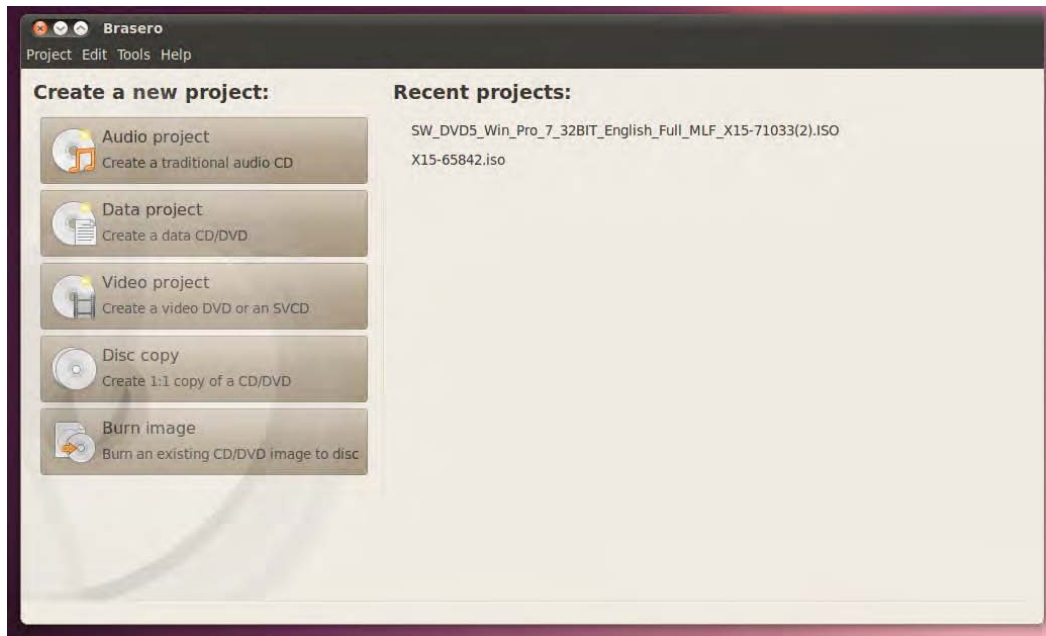 Brasero
Project Edit Tools Help
Create a new project:
Audio project
Create a traditional audio CD
Data project
Create a data CD/DVD
Video project
Create a video DVD or an SVCD
Disc copy
Create 1:1 copy of a CD/DVD
Burn image
Burn an existing CD/DVD image to disc
Recent projects:
SW_DVD5_Win_Pro_7_32BIT_English_Full_MLF_X15-71033(2).ISO
X15-65842.iso